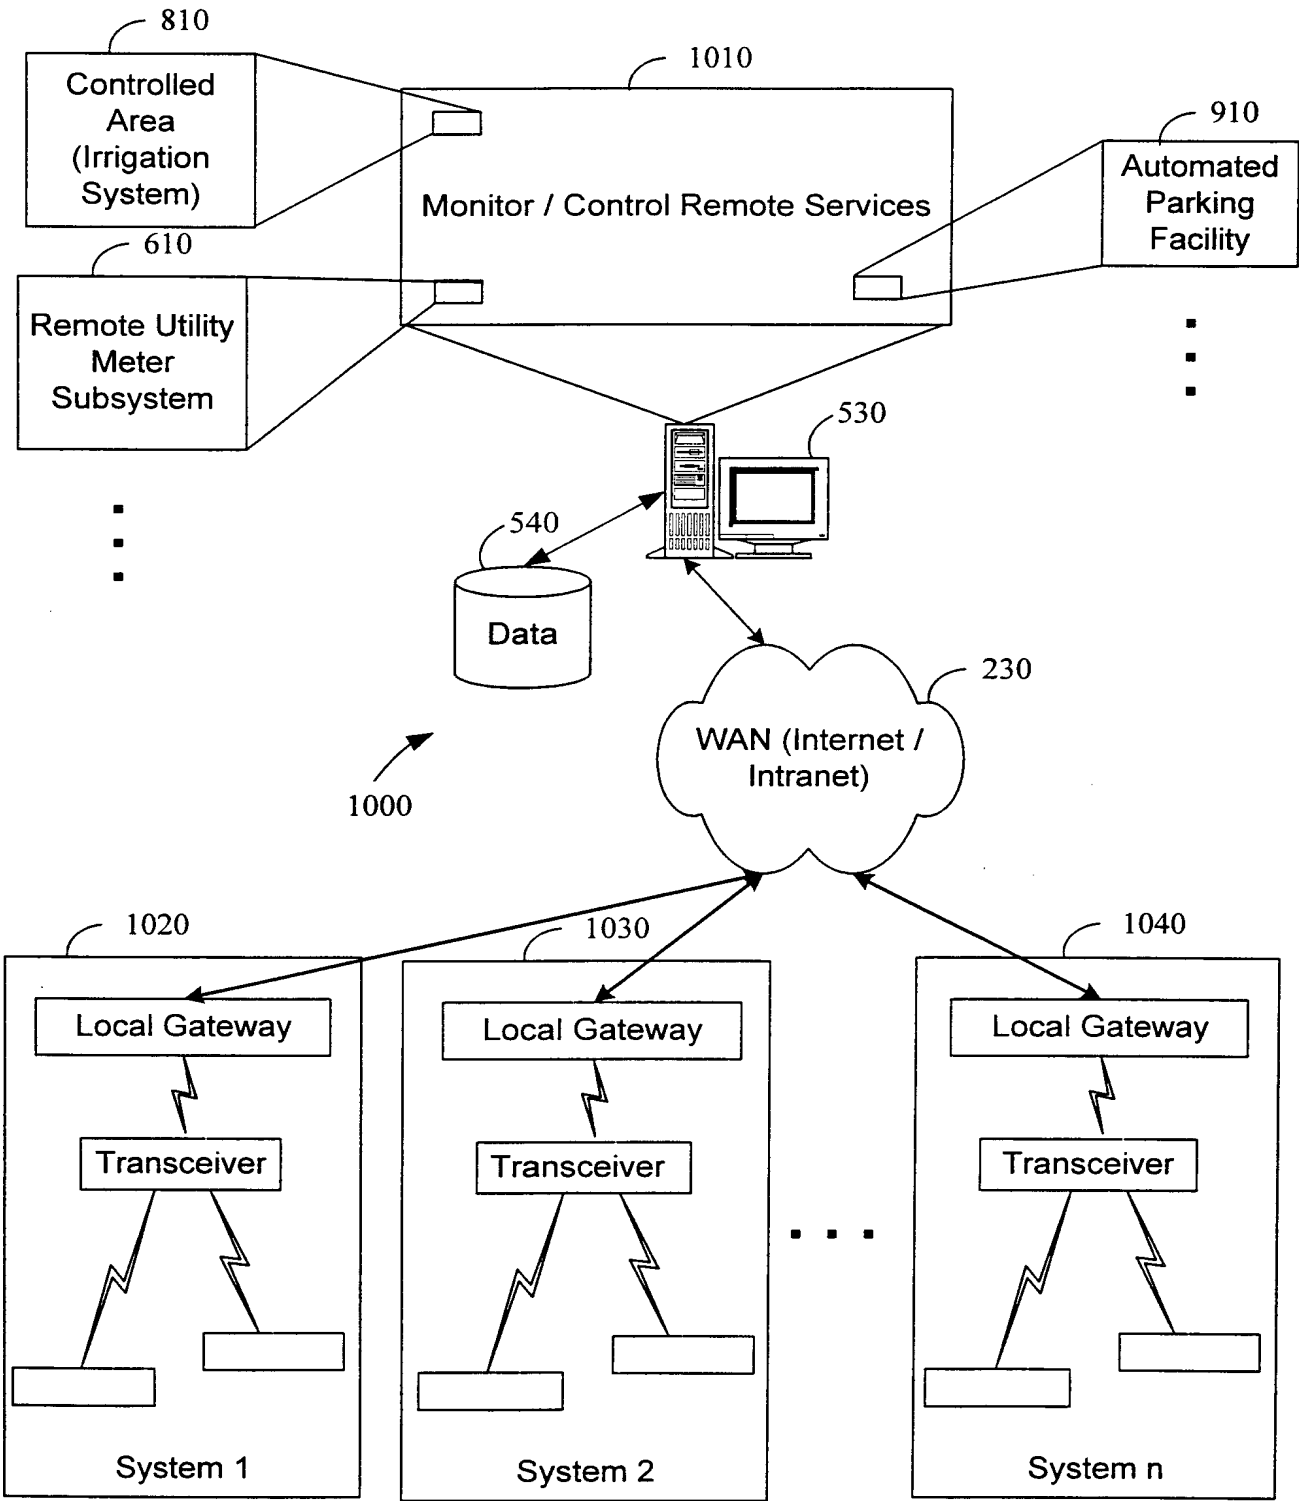 810
Controlled
Area
(Irrigation
System)
1010
Monitor / Control Remote Services
910
Automated
Parking
Facility
610
Remote Utility
Meter
Subsystem
530
540
Data
230
WAN (Internet /
Intranet)
1000
1020
Local Gateway
Transceiver
System 1
1030
Local Gateway
Transceiver
System 2
1040
Local Gateway
Transceiver
System n